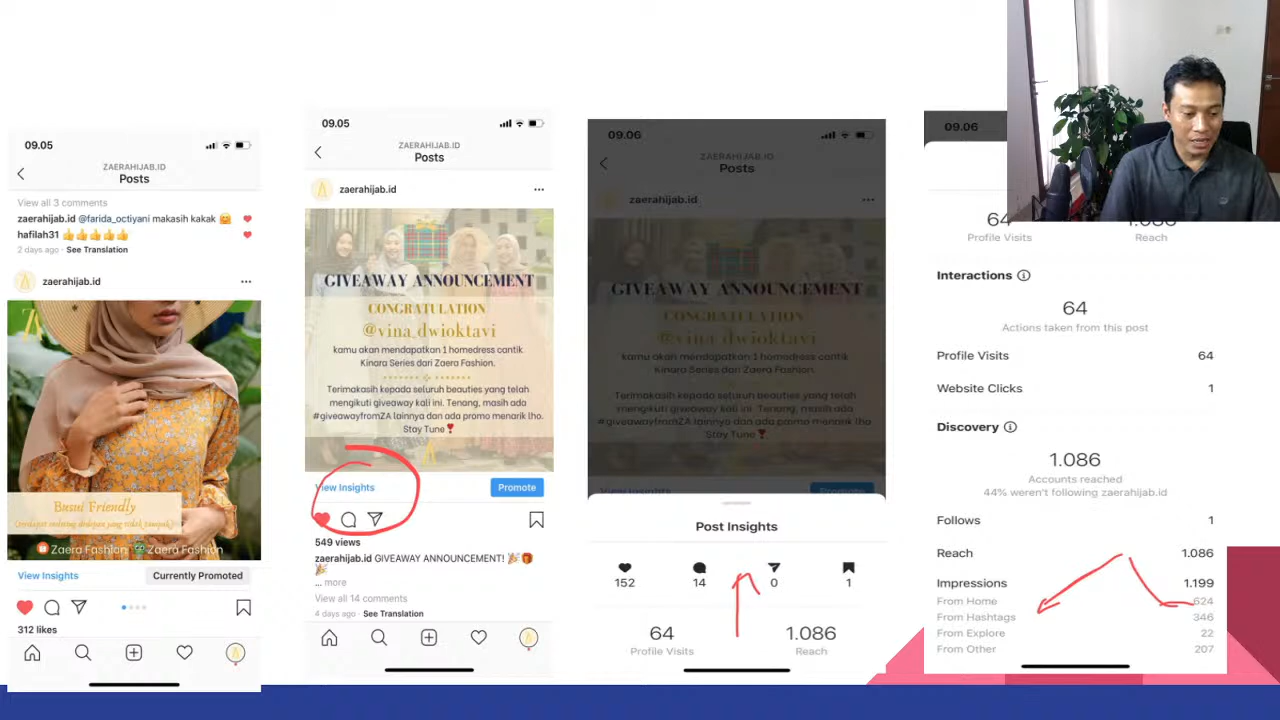 09.05
ZAERAHIJAB.ID
Posts
View all 3 comments
zaerahijab.id @farida_octiyani makasih kakak 🤗
hafilah31 👍👍👍👍👍
2 days ago · See Translation
zaerahijab.id
Busui Friendly
Zaera Fashion Zaera Fashion
View Insights
Currently Promoted
312 likes
09.05
ZAERAHIJAB.ID
Posts
zaerahijab.id
GIVEAWAY ANNOUNCEMENT
CONGRATULATION
@vina_dwioktavi
kamu akan mendapatkan 1 homedress cantik
Kinara Series dari Zaera Fashion.
Terimakasih kepada seluruh beauties yang telah
mengikuti giveaway kali ini. Tenang, masih ada
#giveawayfromZA lainnya dan ada promo menarik lho.
Stay Tune❣
View Insights
Promote
549 views
zaerahijab.id GIVEAWAY ANNOUNCEMENT! 🎉🎁
🎉
... more
View all 14 comments
4 days ago · See Translation
09.06
ZAERAHIJAB.ID
Posts
zaerahijab.id
GIVEAWAY ANNOUNCEMENT
CONGRATULATION
@vina_dwioktavi
kamu akan mendapatkan 1 homedress cantik
Kinara Series dari Zaera Fashion.
Terimakasih kepada seluruh beauties yang telah
mengikuti giveaway kali ini. Tenang, masih ada
#giveawayfromZA lainnya dan ada promo menarik lho.
Stay Tune❣
View Insights
Promote
Post Insights
152 14 0 1
64 1.086
Profile Visits Reach
09.06
64 1.086
Profile Visits Reach
Interactions
64
Actions taken from this post
Profile Visits 64
Website Clicks 1
Discovery
1.086
Accounts reached
44% weren't following zaerahijab.id
Follows 1
Reach 1.086
Impressions 1.199
From Home 624
From Hashtags 346
From Explore 22
From Other 207